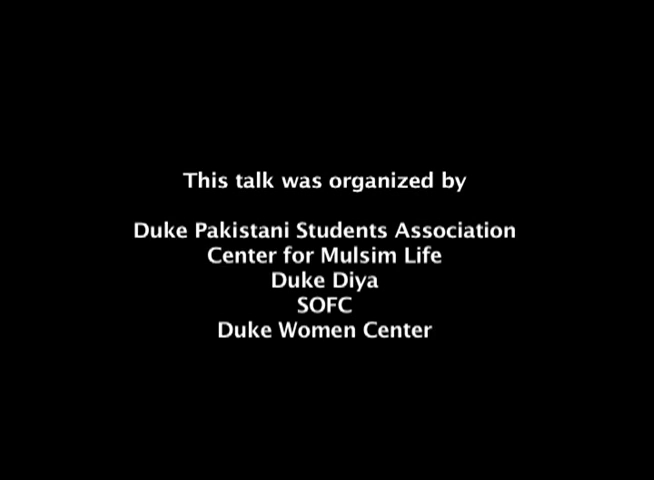 This talk was organized by
Duke Pakistani Students Association
Center for Mulsim Life
Duke Diya
SOFC
Duke Women Center